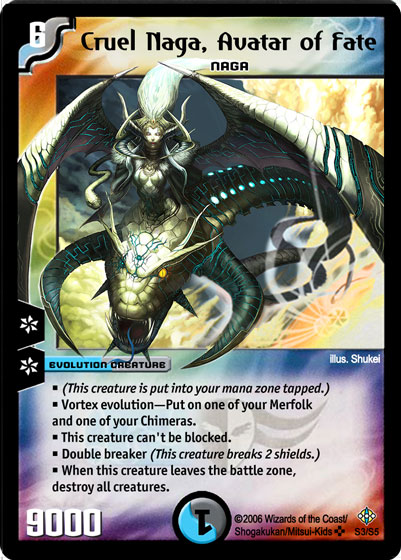 6
Cruel Naga, Avatar of Fate
NAGA
illus. Shukei
EVOLUTION CREATURE
▪ (This creature is put into your mana zone tapped.)
▪ Vortex evolution—Put on one of your Merfolk
and one of your Chimeras.
▪ This creature can't be blocked.
▪ Double breaker (This creature breaks 2 shields.)
▪ When this creature leaves the battle zone,
destroy all creatures.
9000
1
©2006 Wizards of the Coast/
Shogakukan/Mitsui-Kids
S3/S5